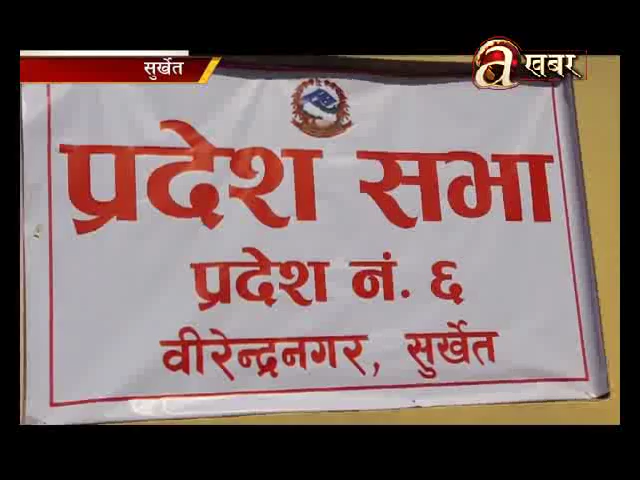 सुर्खेत
a खबर
प्रदेश सभा
प्रदेश नं. ६
वीरेन्द्रनगर, सुर्खेत